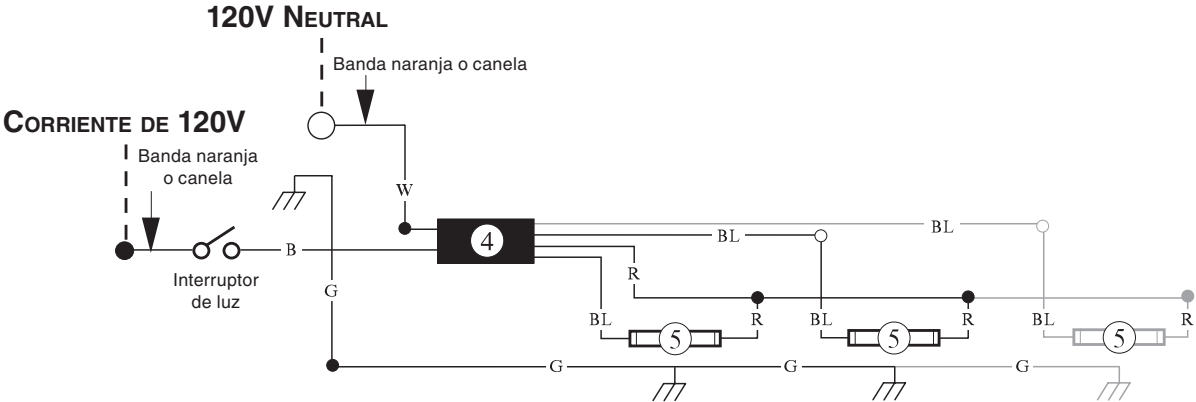 120V NEUTRAL
Banda naranja o canela
CORRIENTE DE 120V
Banda naranja
o canela
W
BL
BL
4
B
R
Interruptor
de luz
G
BL
R
BL
R
BL
R
5
5
5
G
G
G